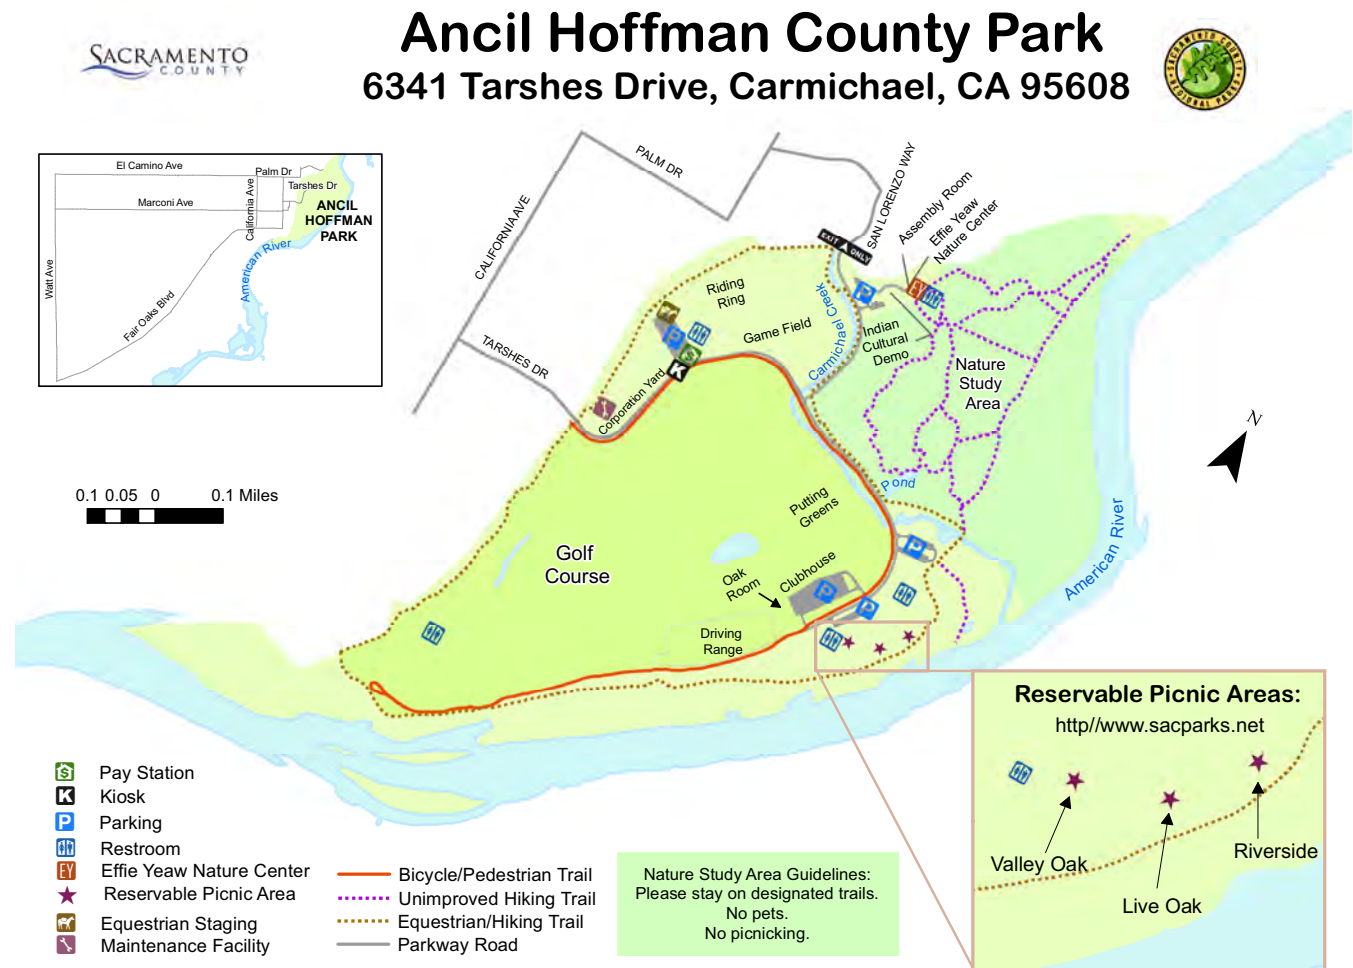 SACRAMENTO
COUNTY
Ancil Hoffman County Park
6341 Tarshes Drive, Carmichael, CA 95608
SACRAMENTO COUNTY
REGIONAL PARKS
El Camino Ave
Palm Dr
Tarshes Dr
Marconi Ave
California Ave
ANCIL
HOFFMAN
PARK
American River
Watt Ave
Fair Oaks Blvd
PALM DR
CALIFORNIA AVE
TARSHES DR
SAN LORENZO WAY
EXIT ONLY
Assembly Room
Effie Yeaw
Nature Center
EY
P
Riding
Ring
Game Field
Carmichael Creek
Indian
Cultural
Demo
Nature
Study
Area
P
$
K
Corporation Yard
N
0.1 0.05 0 0.1 Miles
Pond
Putting
Greens
Golf
Course
American River
P
Oak
Room
Clubhouse
P
P
Driving
Range
Reservable Picnic Areas:
http//www.sacparks.net
Valley Oak
Live Oak
Riverside
$ Pay Station
K Kiosk
P Parking
Restroom
EY Effie Yeaw Nature Center
Reservable Picnic Area
Equestrian Staging
Maintenance Facility
Bicycle/Pedestrian Trail
Unimproved Hiking Trail
Equestrian/Hiking Trail
Parkway Road
Nature Study Area Guidelines:
Please stay on designated trails.
No pets.
No picnicking.